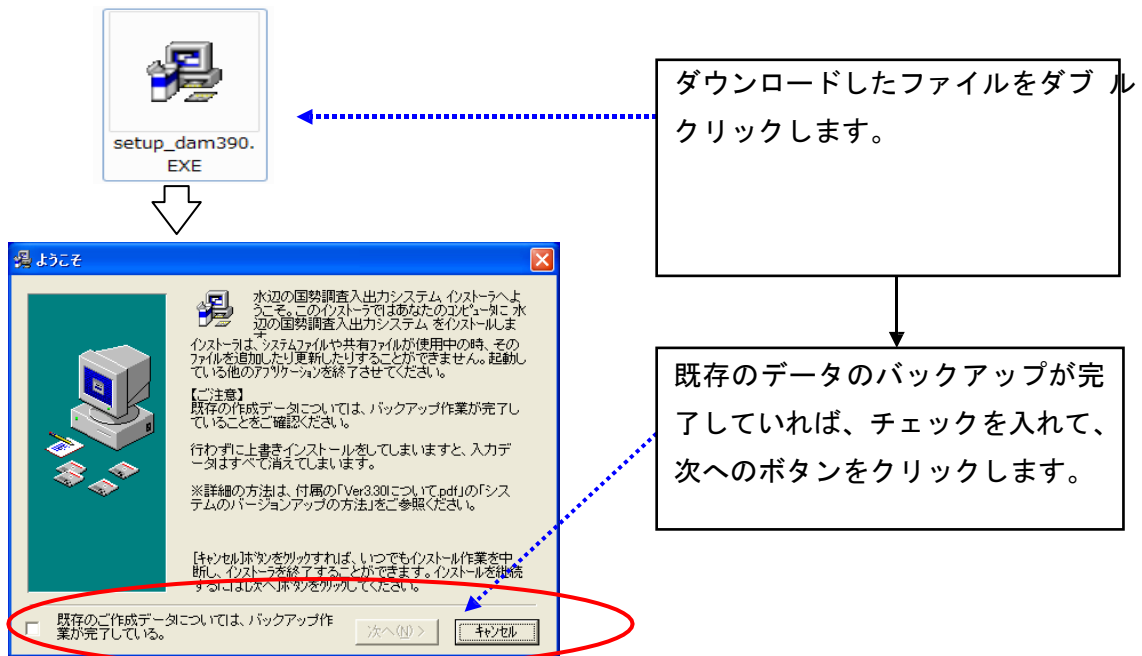 setup_dam390.
EXE
ダウンロードしたファイルをダブ ル
クリックします。
ようこそ
水辺の国勢調査入出力システム インストーラへよ
うこそ。このインストーラではあなたのコンピュータに 水
辺の国勢調査入出力システム をインストールしま
インストーラは、システムファイルや共有ファイルが使用中の時、その
ファイルを追加したり更新したりすることができません。起動し
ている他のアプリケーションを終了させてください。
【ご注意】
既存の作成データについては、バックアップ作業が完了し
ていることをご確認ください。
行わずに上書きインストールをしてしまいますと、入力デ
ータはすべて消えてしまいます。
※詳細の方法は、付属の「Ver3.30について.pdf」の「シス
テムのバージョンアップの方法」をご参照ください。
[キャンセル]ボタンをクリックすれば、いつでもインストール作業を中
断し、インストーラを終了することができます。インストールを継続
するには[次へ]ボタンをクリックしてください。
既存のご作成データについては、バックアップ作
業が完了している。
次へ(N) >
キャンセル
既存のデータのバックアップが完
了していれば、チェックを入れて、
次へのボタンをクリックします。